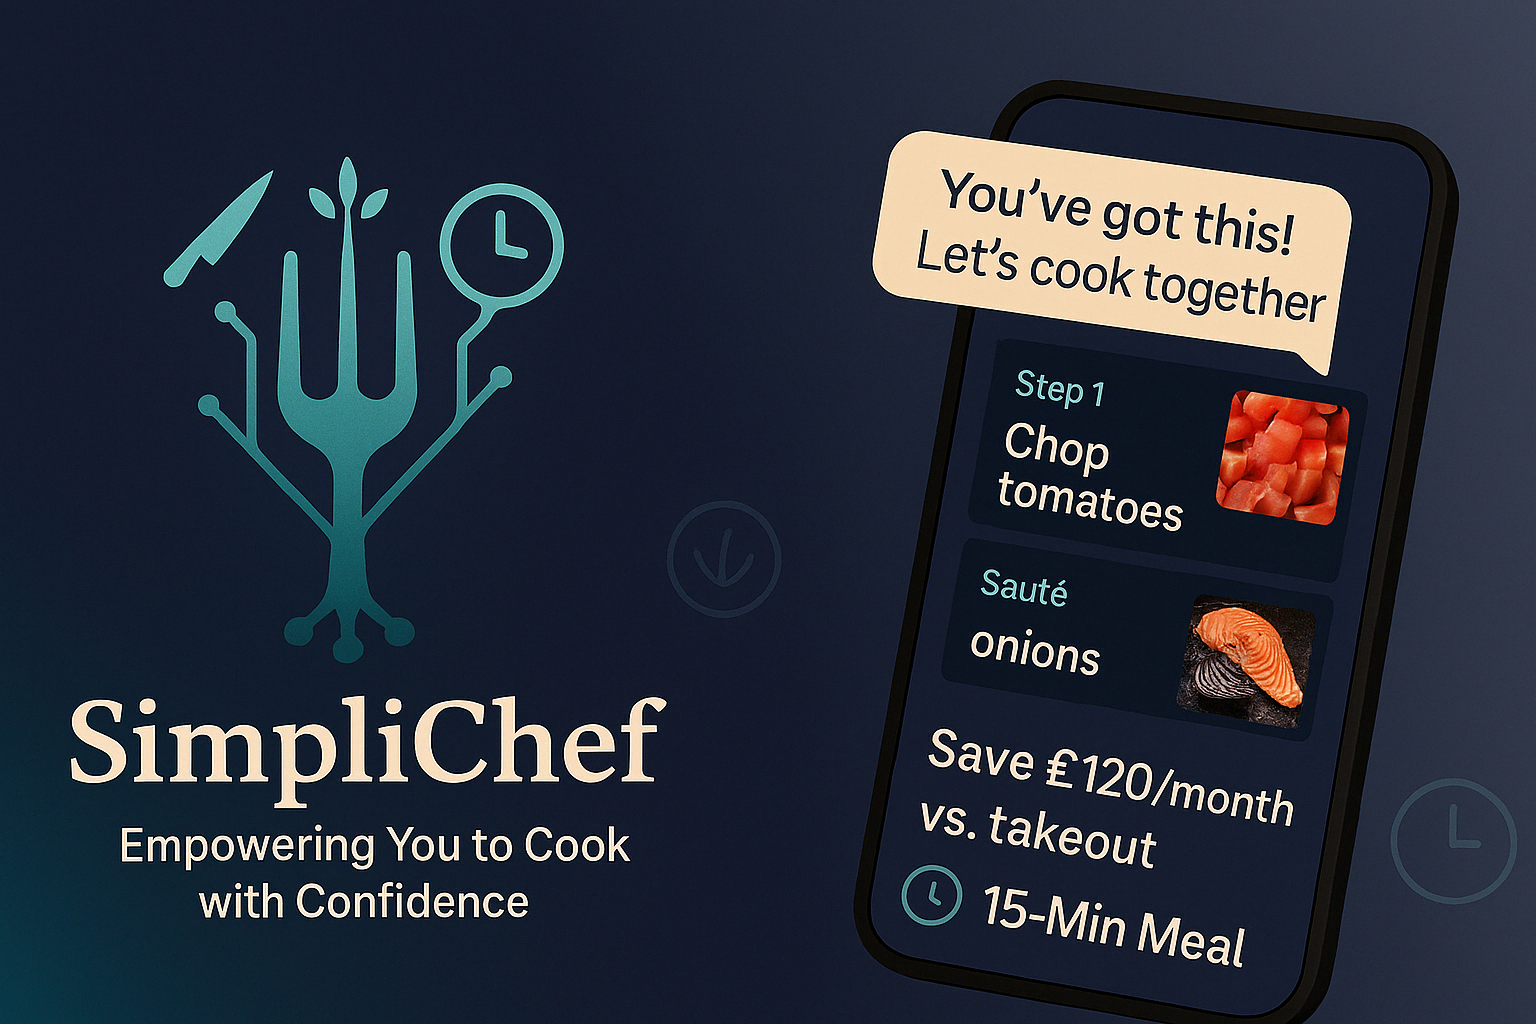 SimpliChef
Empowering You to Cook
with Confidence
You've got this!
Let's cook together
Step 1
Chop
tomatoes
Sauté
onions
Save £120/month
vs. takeout
15-Min Meal